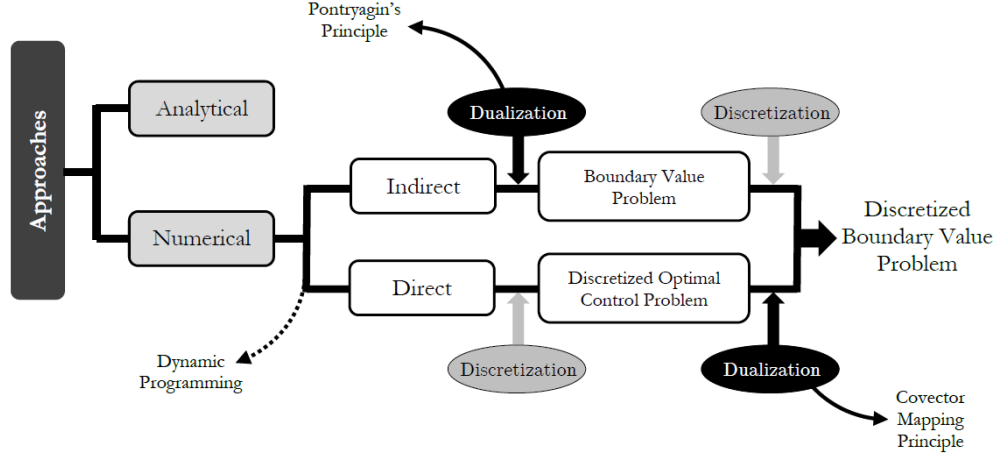 Pontryagin's
Principle
Approaches
Analytical
Dualization
Discretization
Indirect
Boundary Value
Problem
Numerical
Discretized
Boundary Value
Problem
Direct
Discretized Optimal
Control Problem
Dynamic
Programming
Discretization
Dualization
Covector
Mapping
Principle